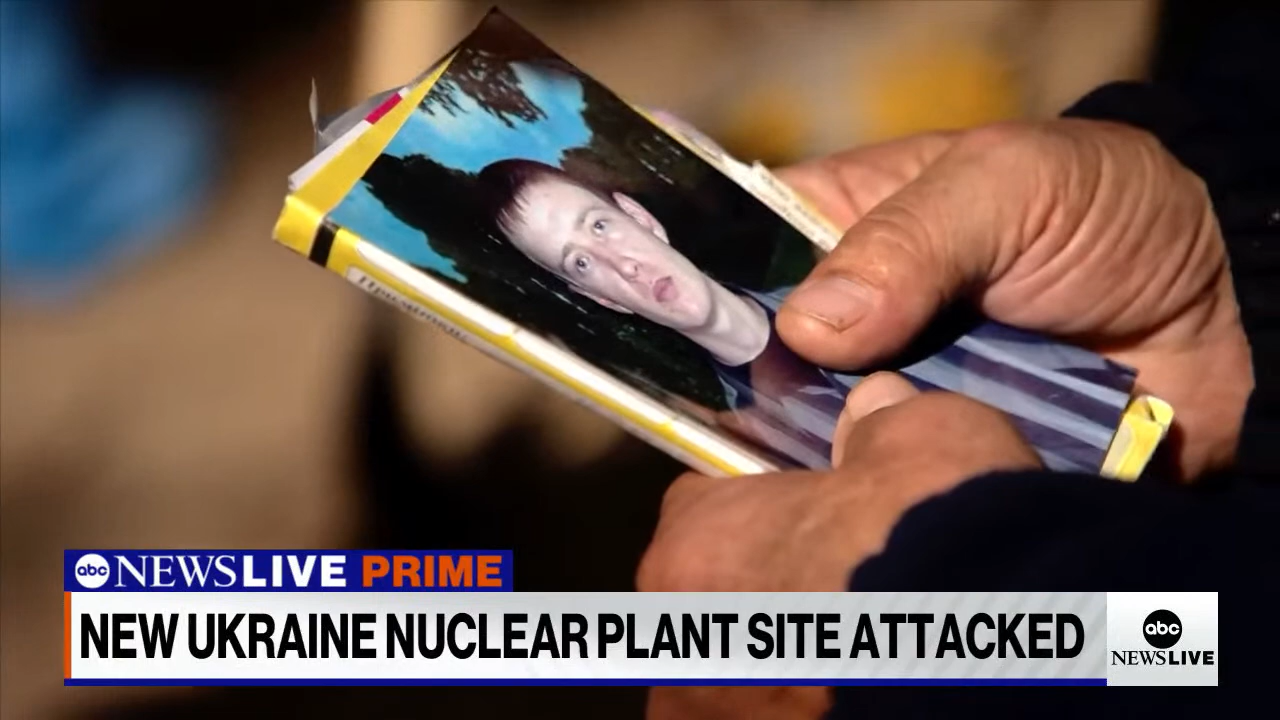 abc NEWS LIVE PRIME
NEW UKRAINE NUCLEAR PLANT SITE ATTACKED
abc
NEWS LIVE